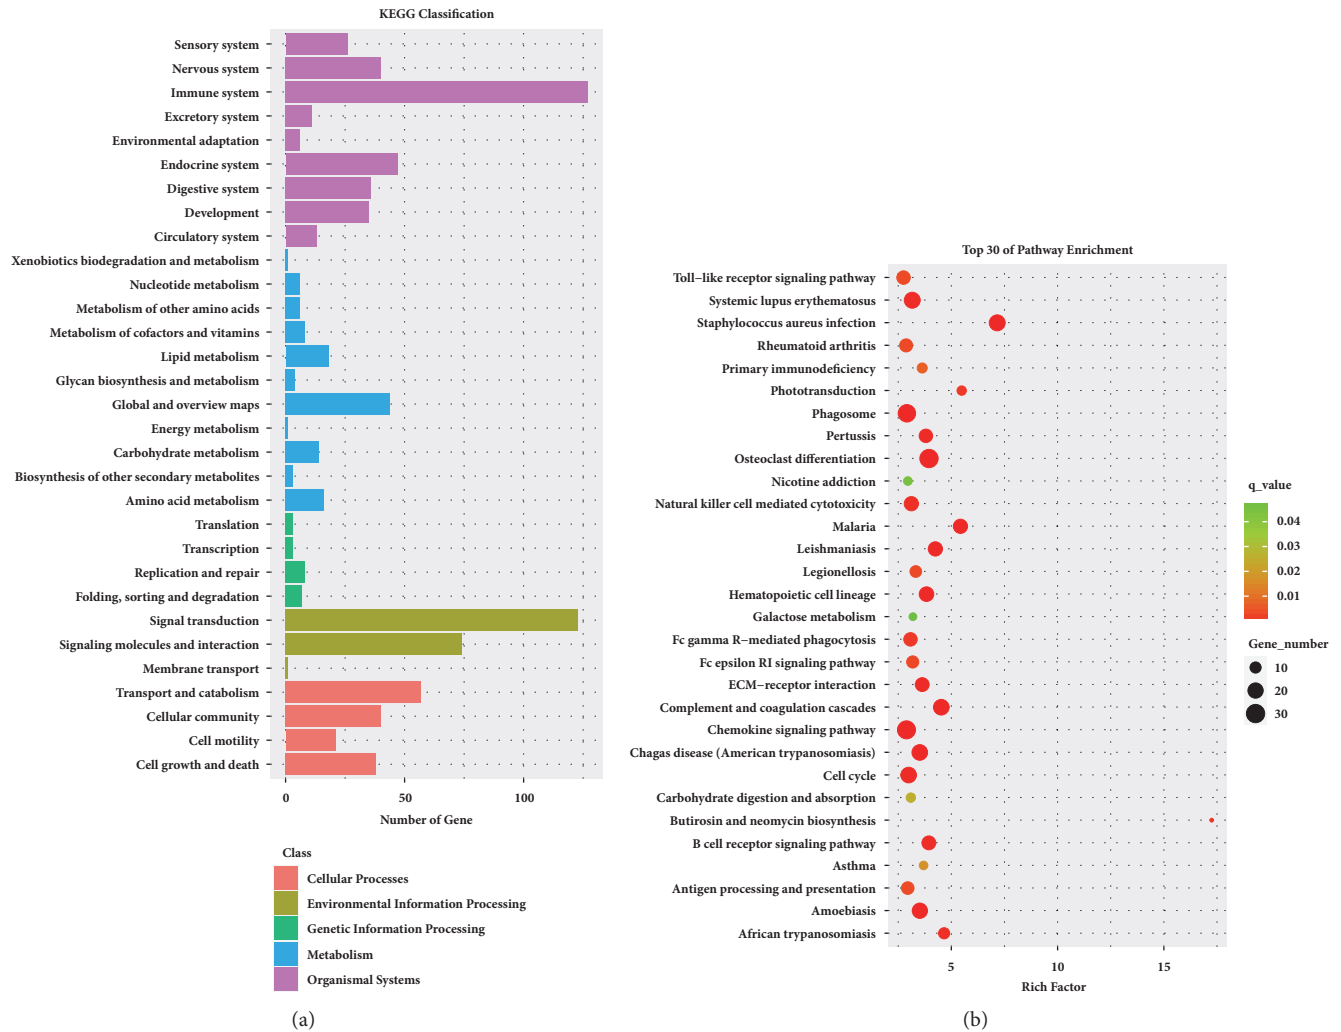 KEGG Classification
Sensory system
Nervous system
Immune system
Excretory system
Environmental adaptation
Endocrine system
Digestive system
Development
Circulatory system
Xenobiotics biodegradation and metabolism
Nucleotide metabolism
Metabolism of other amino acids
Metabolism of cofactors and vitamins
Lipid metabolism
Glycan biosynthesis and metabolism
Global and overview maps
Energy metabolism
Carbohydrate metabolism
Biosynthesis of other secondary metabolites
Amino acid metabolism
Translation
Transcription
Replication and repair
Folding, sorting and degradation
Signal transduction
Signaling molecules and interaction
Membrane transport
Transport and catabolism
Cellular community
Cell motility
Cell growth and death
0 50 100
Number of Gene
Class
Cellular Processes
Environmental Information Processing
Genetic Information Processing
Metabolism
Organismal Systems
(a)
Top 30 of Pathway Enrichment
Toll−like receptor signaling pathway
Systemic lupus erythematosus
Staphylococcus aureus infection
Rheumatoid arthritis
Primary immunodeficiency
Phototransduction
Phagosome
Pertussis
Osteoclast differentiation
Nicotine addiction
Natural killer cell mediated cytotoxicity
Malaria
Leishmaniasis
Legionellosis
Hematopoietic cell lineage
Galactose metabolism
Fc gamma R−mediated phagocytosis
Fc epsilon RI signaling pathway
ECM−receptor interaction
Complement and coagulation cascades
Chemokine signaling pathway
Chagas disease (American trypanosomiasis)
Cell cycle
Carbohydrate digestion and absorption
Butirosin and neomycin biosynthesis
B cell receptor signaling pathway
Asthma
Antigen processing and presentation
Amoebiasis
African trypanosomiasis
5 10 15
Rich Factor
q_value
0.04
0.03
0.02
0.01
Gene_number
10
20
30
(b)